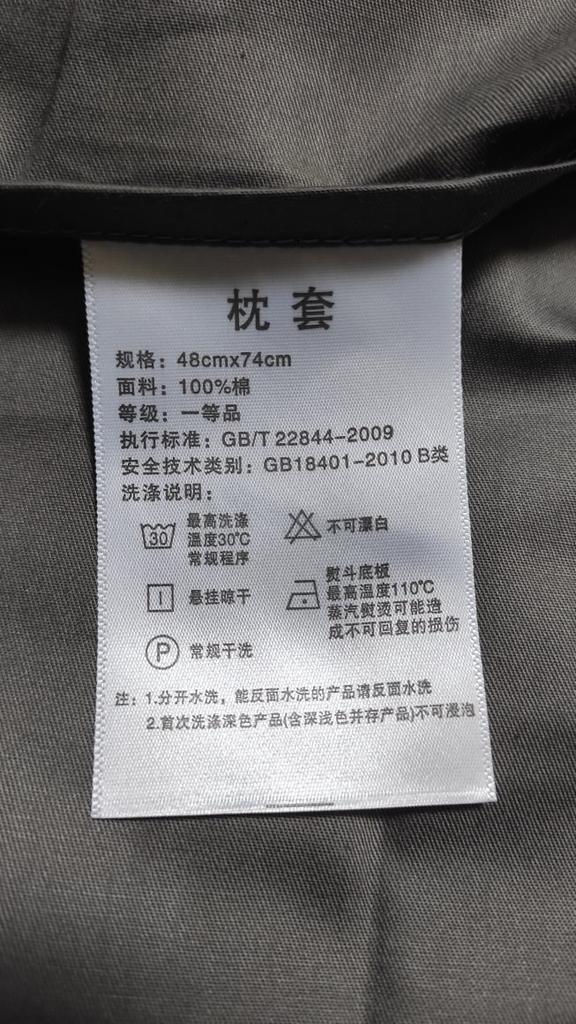 枕套
规格：48cmx74cm
面料：100%棉
等级：一等品
执行标准：GB/T 22844-2009
安全技术类别：GB18401-2010 B类
洗涤说明：
30
最高洗涤
温度30℃
常规程序
不可漂白
悬挂晾干
熨斗底板
最高温度110℃
蒸汽熨烫可能造
成不可回复的损伤
P
常规干洗
注：1.分开水洗，能反面水洗的产品请反面水洗
2.首次洗涤深色产品(含深浅色并存产品)不可浸泡